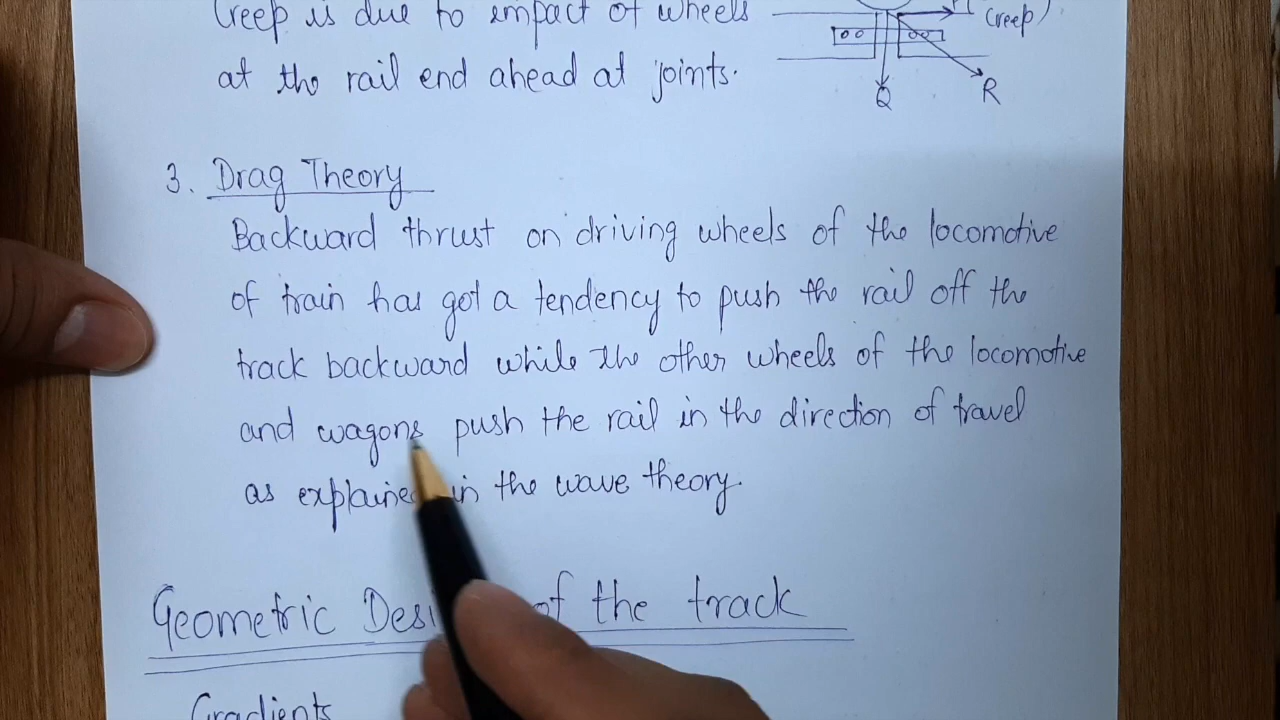 Creep is due to impact of wheels
at the rail end ahead at joints.
(creep)
Q
R
3. Drag Theory
Backward thrust on driving wheels of the locomotive
of train has got a tendency to push the rail off the
track backward while the other wheels of the locomotive
and wagons push the rail in the direction of travel
as explained in the wave theory.
Geometric of the track
Gradients